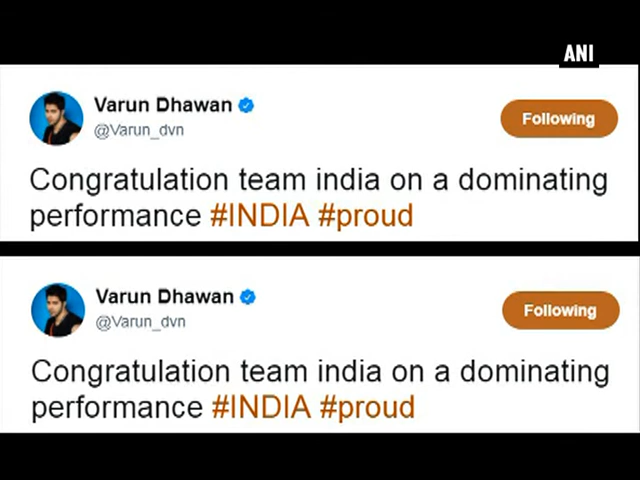 ANI
Varun Dhawan
Following
@Varun_dvn
Congratulation team india on a dominating
performance #INDIA #proud
Varun Dhawan
Following
@Varun_dvn
Congratulation team india on a dominating
performance #INDIA #proud